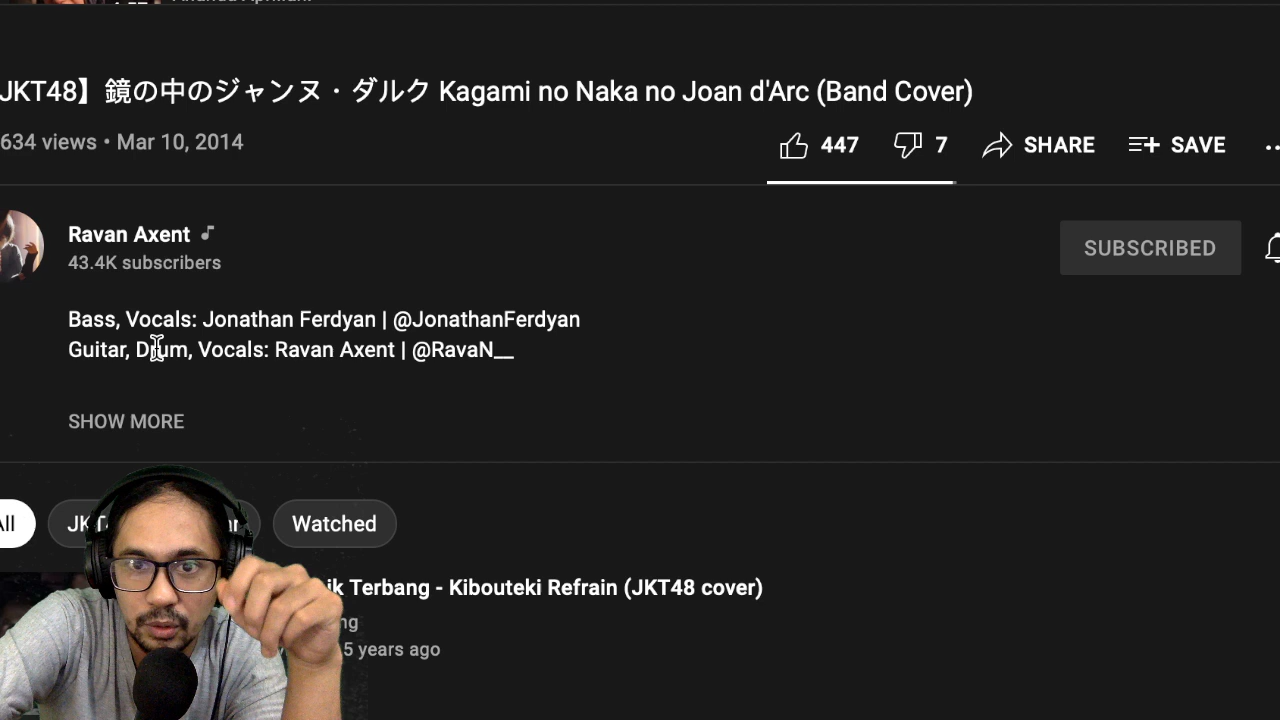 JKT48】鏡の中のジャンヌ・ダルク Kagami no Naka no Joan d'Arc (Band Cover)
634 views • Mar 10, 2014
447
7
SHARE
SAVE
Ravan Axent
43.4K subscribers
SUBSCRIBED
Bass, Vocals: Jonathan Ferdyan | @JonathanFerdyan
Guitar, Drum, Vocals: Ravan Axent | @RavaN__
SHOW MORE
All
Watched
Terbang - Kibouteki Refrain (JKT48 cover)
5 years ago